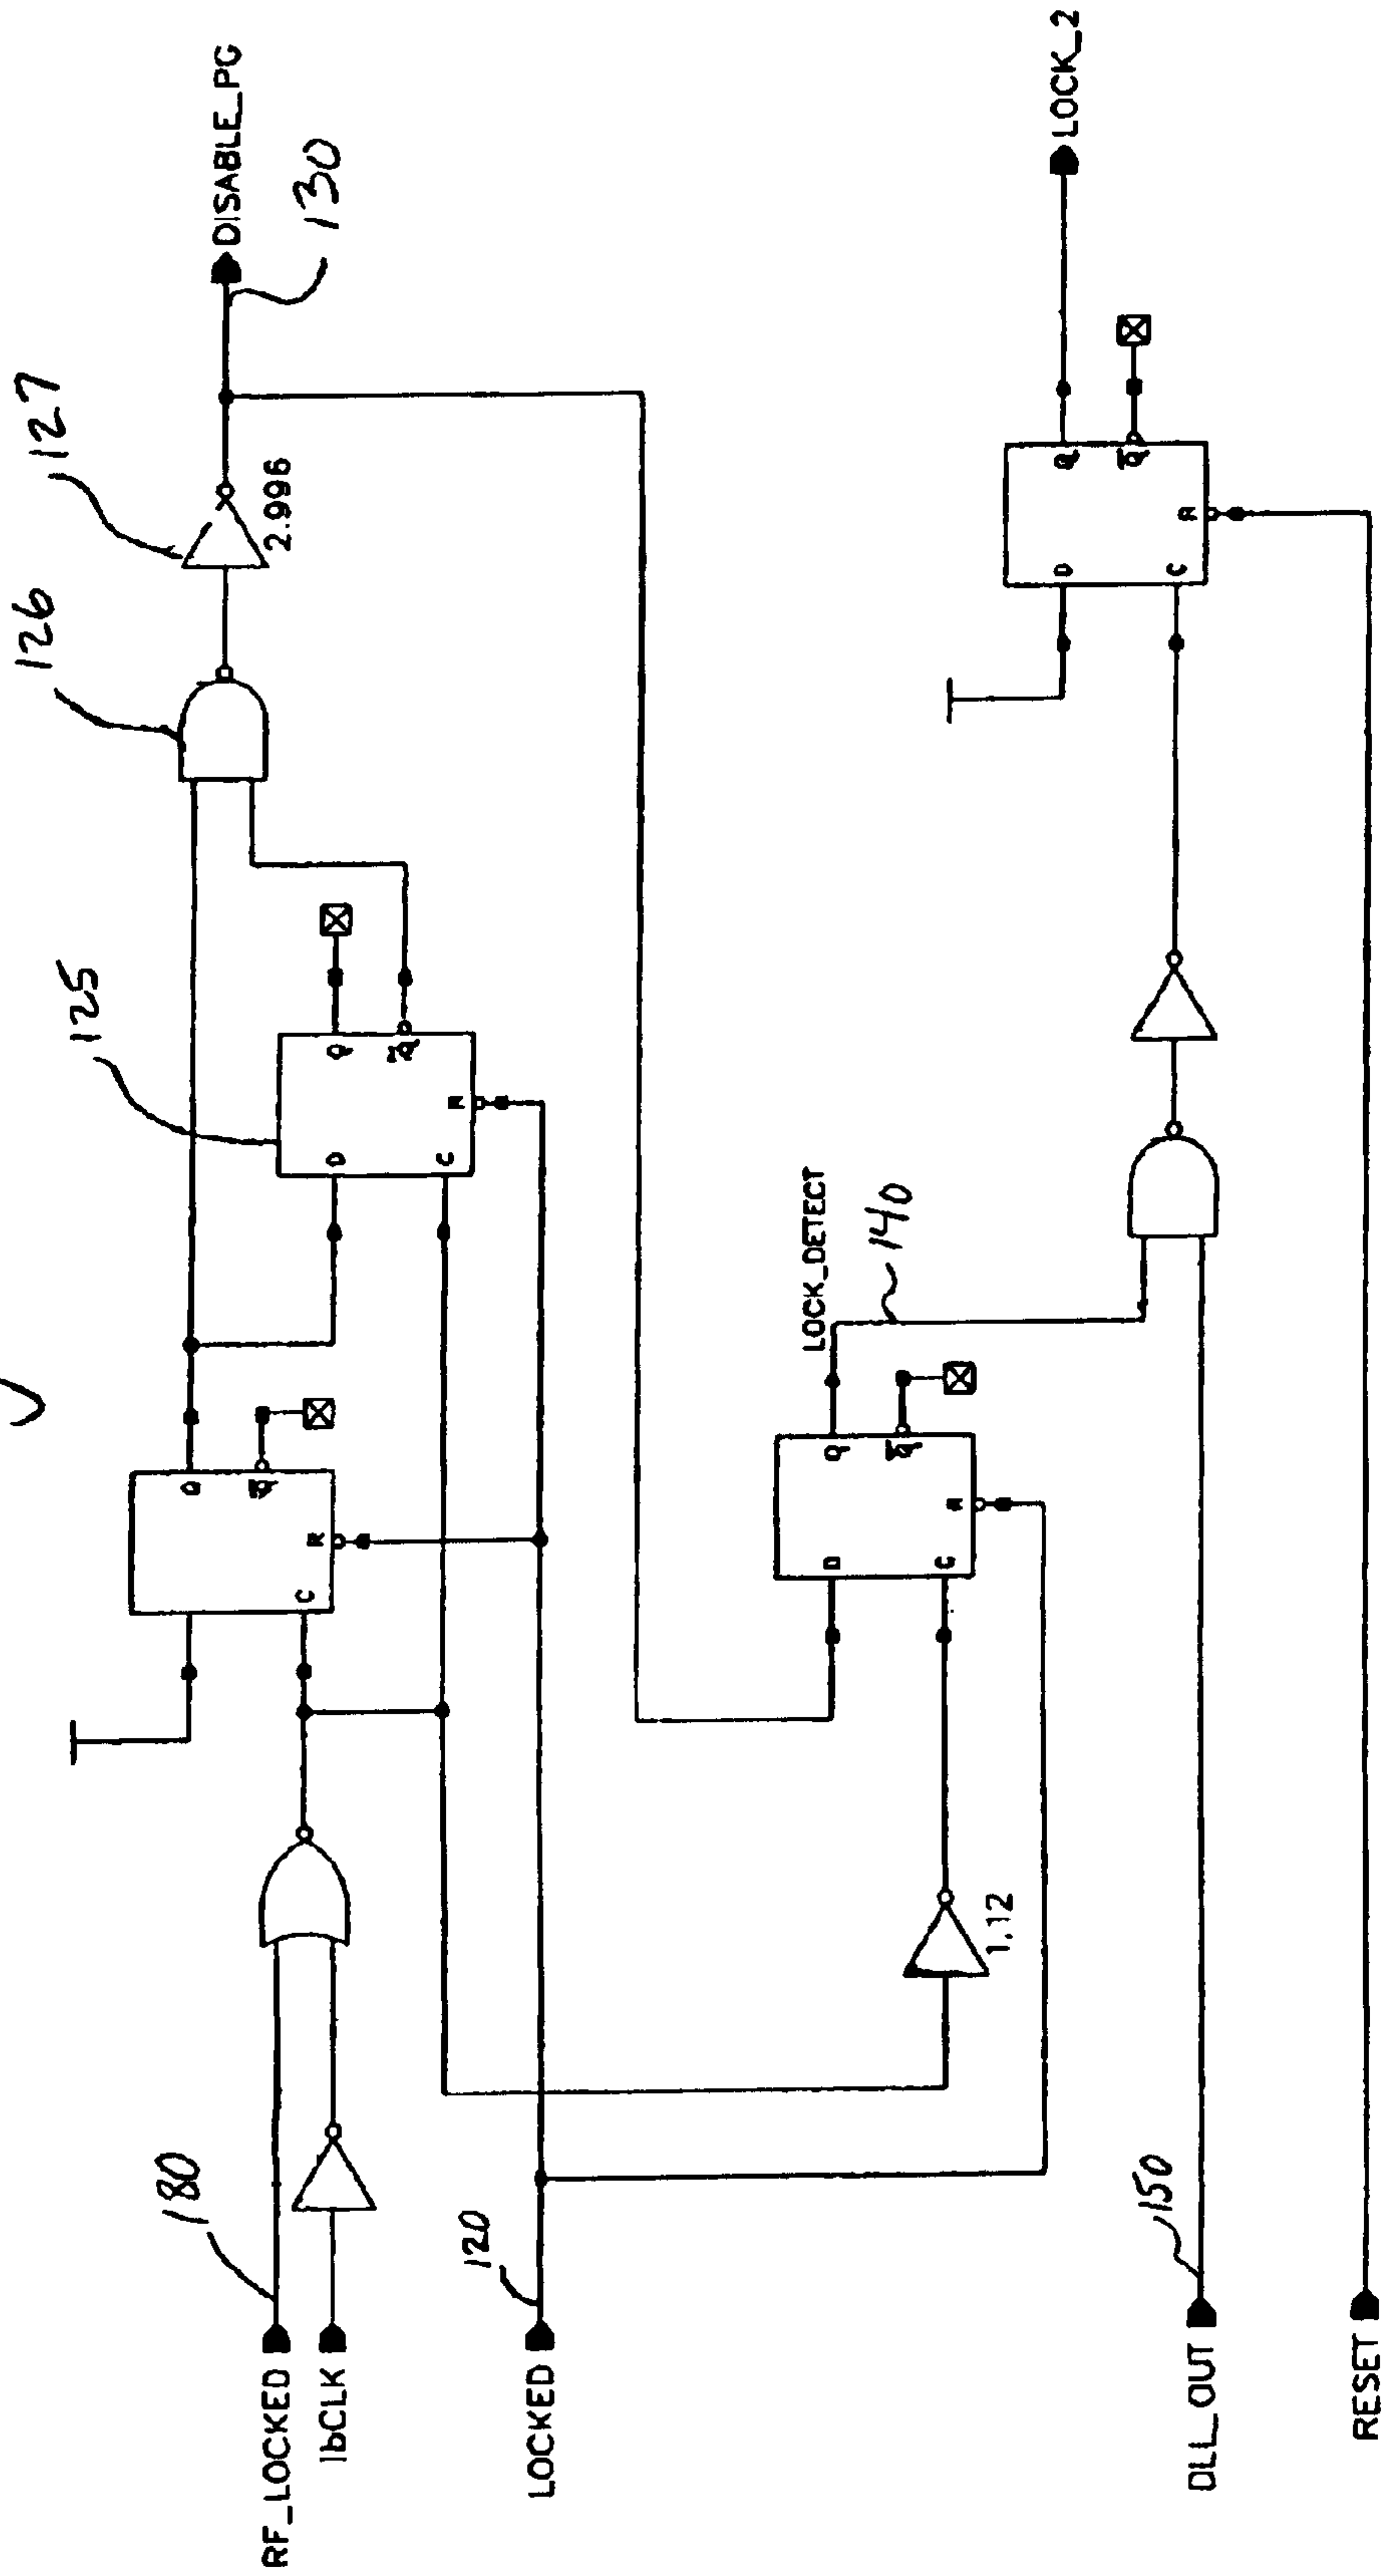 126
127
DISABLE_PG
130
2.996
125
Q
Q
R
C
D
C
Q
Q
R
180
RF_LOCKED
lbCLK
120
LOCKED
1.12
D
C
Q
Q
R
LOCK_DETECT
140
D
C
Q
Q
R
LOCK_2
150
DLL_OUT
RESET